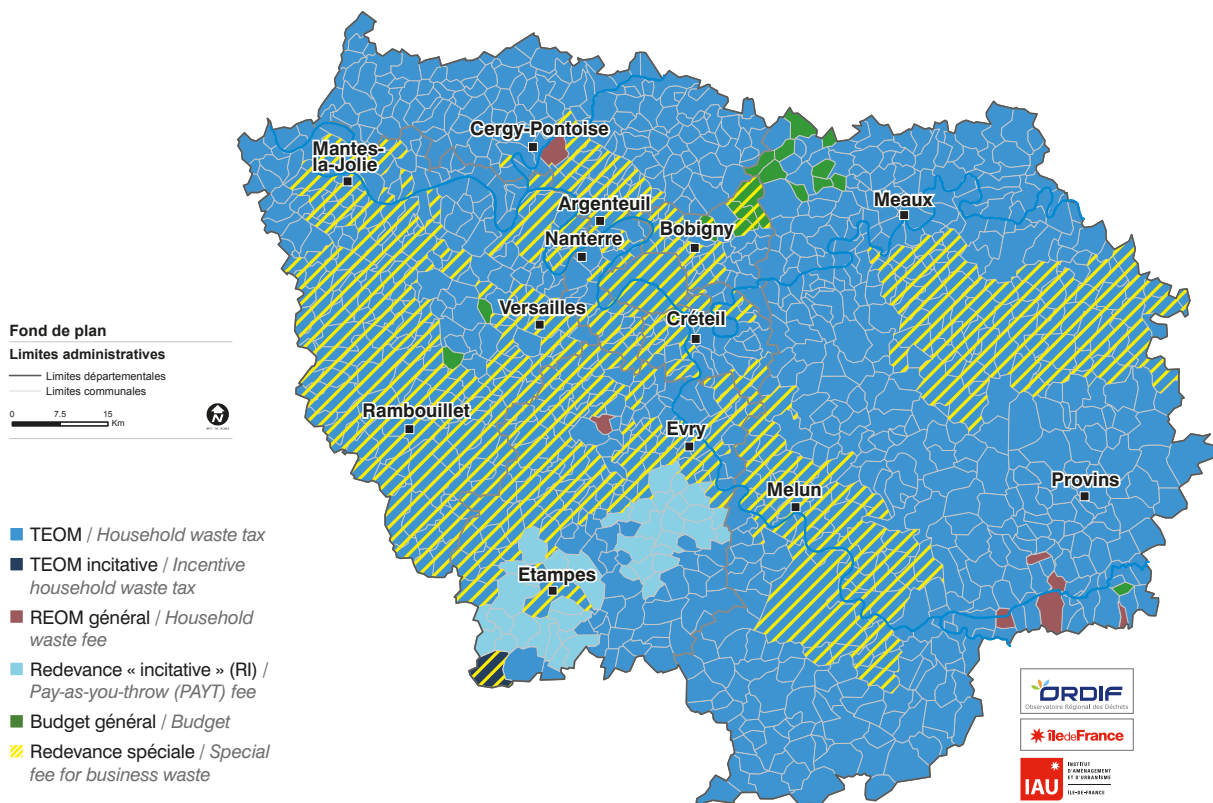 Cergy-Pontoise
Mantes-
la-Jolie
Argenteuil
Nanterre
Bobigny
Meaux
Versailles
Créteil
Rambouillet
Evry
Melun
Provins
Etampes
Fond de plan
Limites administratives
Limites départementales
Limites communales
0 7.5 15
Km
TEOM / Household waste tax
TEOM incitative / Incentive
household waste tax
REOM général / Household
waste fee
Redevance « incitative » (RI) /
Pay-as-you-throw (PAYT) fee
Budget général / Budget
Redevance spéciale / Special
fee for business waste
ORDIF
Observatoire Régional des Déchets
îledeFrance
IAU
INSTITUT
D'AMÉNAGEMENT
ET D'URBANISME
ÎLE-DE-FRANCE